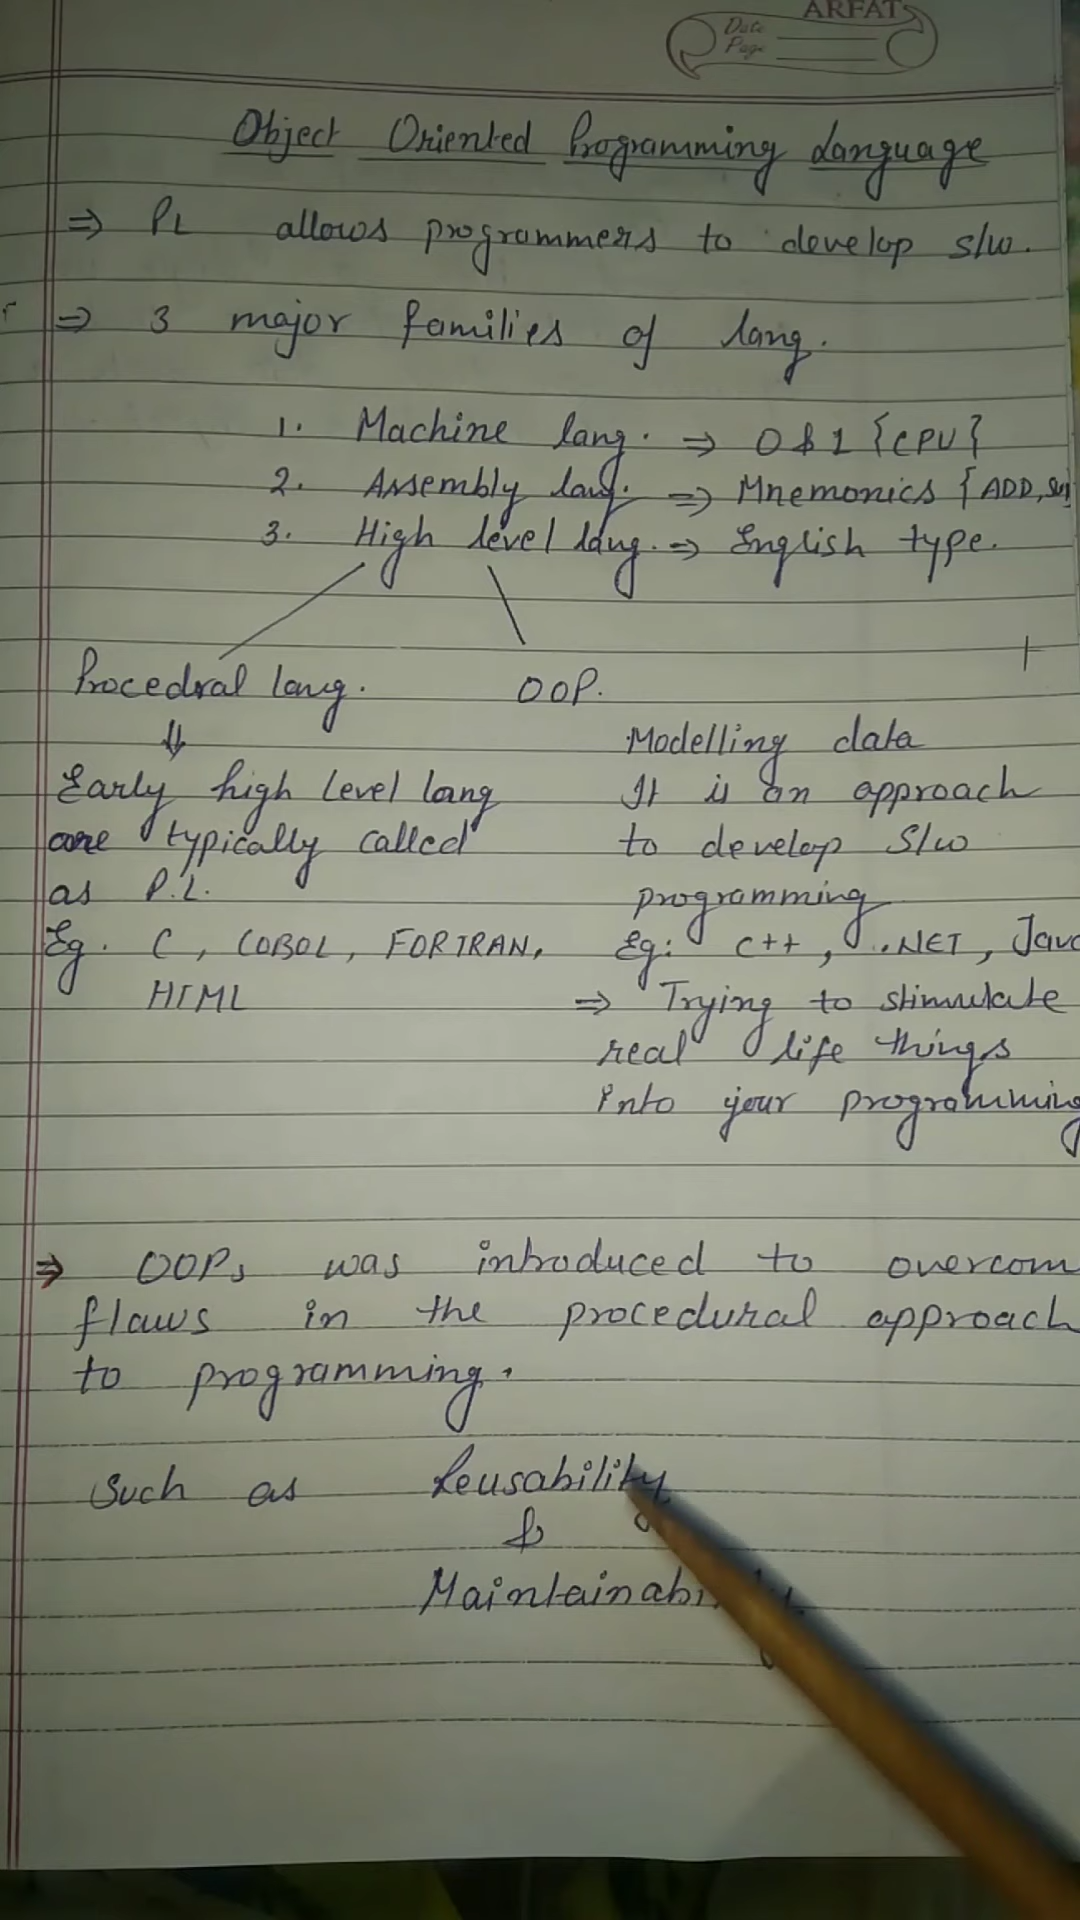 ARFAT
Date
Page
Object Oriented Programming Language
⇒ PL allows programmers to develop s/w.
⇒ 3 major families of lang.
1. Machine lang. ⇒ 0 & 1 {CPU}
2. Assembly lang. ⇒ Mnemonics {ADD,
3. High level lang. ⇒ English type.
Procedral lang.
⇓
Early high level lang
are typically called
as P.L.
Eg. C, COBOL, FORTRAN,
HTML
OOP.
Modelling data
It is an approach
to develop S/w
programming
Eg: C++, .NET, Java
⇒ Trying to stimulate
real life things
into your programming
⇒ OOPs was introduced to overcom
flaws in the procedural approach
to programming.
Such as Reusability
&